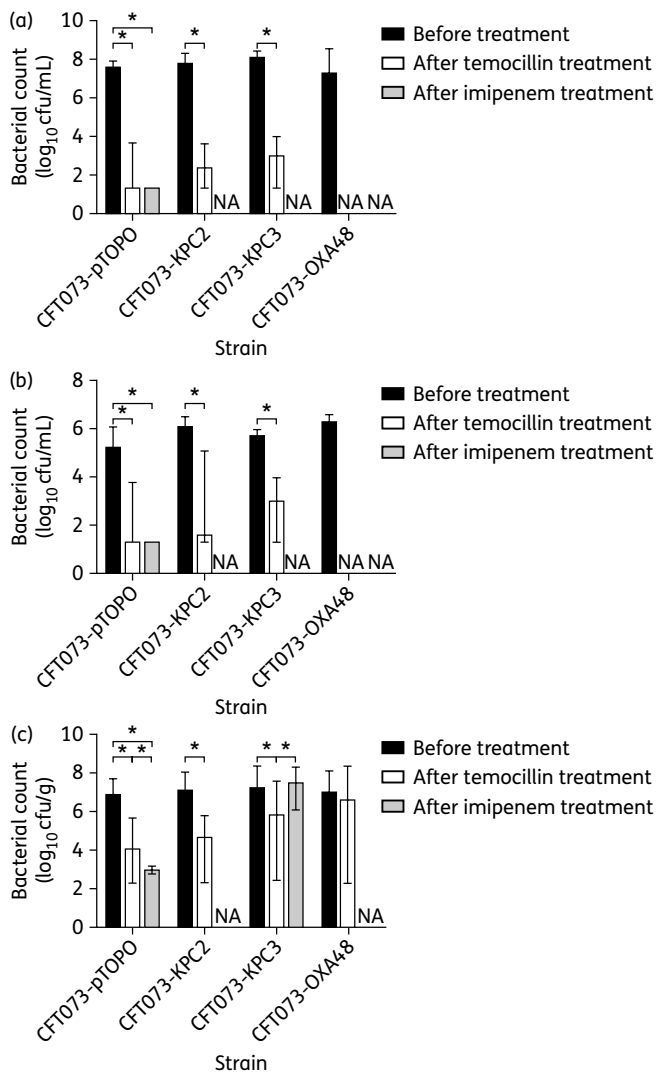 (a)
*
*
*
*
10
8
6
4
2
0
Bacterial count
(log10 cfu/mL)
NA
NA
NA NA
CFT073-pTOPO
CFT073-KPC2
CFT073-KPC3
CFT073-OXA48
Strain
Before treatment
After temocillin treatment
After imipenem treatment
(b)
*
*
*
*
8
6
4
2
0
Bacterial count
(log10 cfu/mL)
NA
NA
NA NA
CFT073-pTOPO
CFT073-KPC2
CFT073-KPC3
CFT073-OXA48
Strain
Before treatment
After temocillin treatment
After imipenem treatment
(c)
*
* *
*
* *
10
8
6
4
2
0
Bacterial count
(log10 cfu/g)
NA
NA
CFT073-pTOPO
CFT073-KPC2
CFT073-KPC3
CFT073-OXA48
Strain
Before treatment
After temocillin treatment
After imipenem treatment